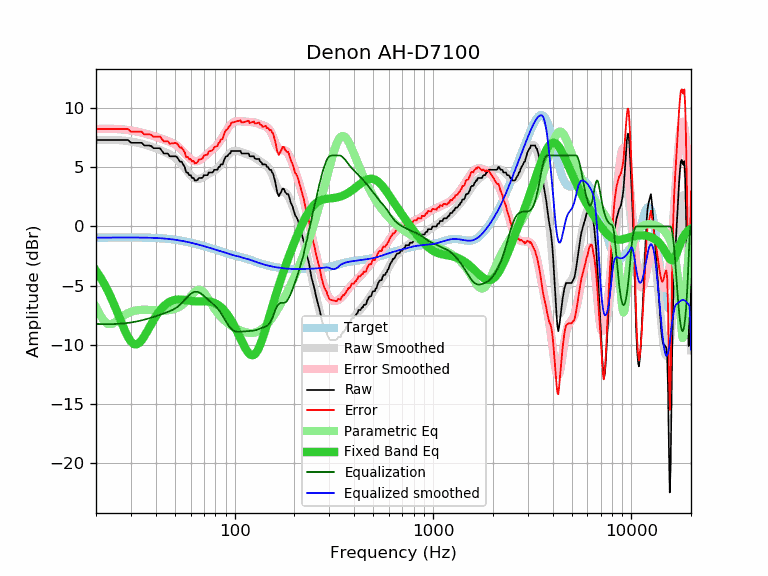 Denon AH-D7100
10
5
0
−5
−10
−15
−20
Amplitude (dBr)
Target
Raw Smoothed
Error Smoothed
Raw
Error
Parametric Eq
Fixed Band Eq
Equalization
Equalized smoothed
100 1000 10000
Frequency (Hz)